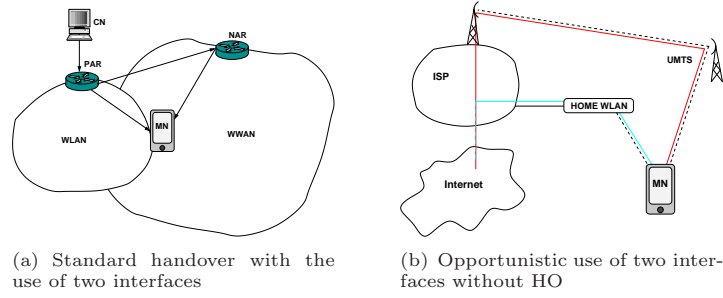 CN
NAR
PAR
MN
WLAN
WWAN
(a) Standard handover with the
use of two interfaces
ISP
UMTS
HOME WLAN
Internet
MN
(b) Opportunistic use of two inter-
faces without HO